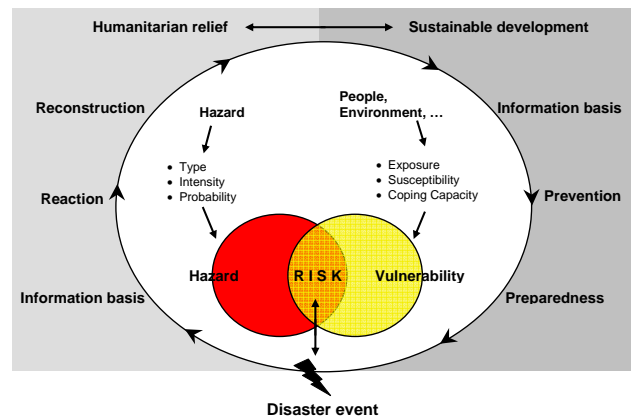 Humanitarian relief
Sustainable development
Reconstruction
Hazard
People,
Environment, …
Information basis
• Type
• Intensity
• Probability
• Exposure
• Susceptibility
• Coping Capacity
Reaction
Prevention
Hazard
R I S K
Vulnerability
Information basis
Preparedness
Disaster event